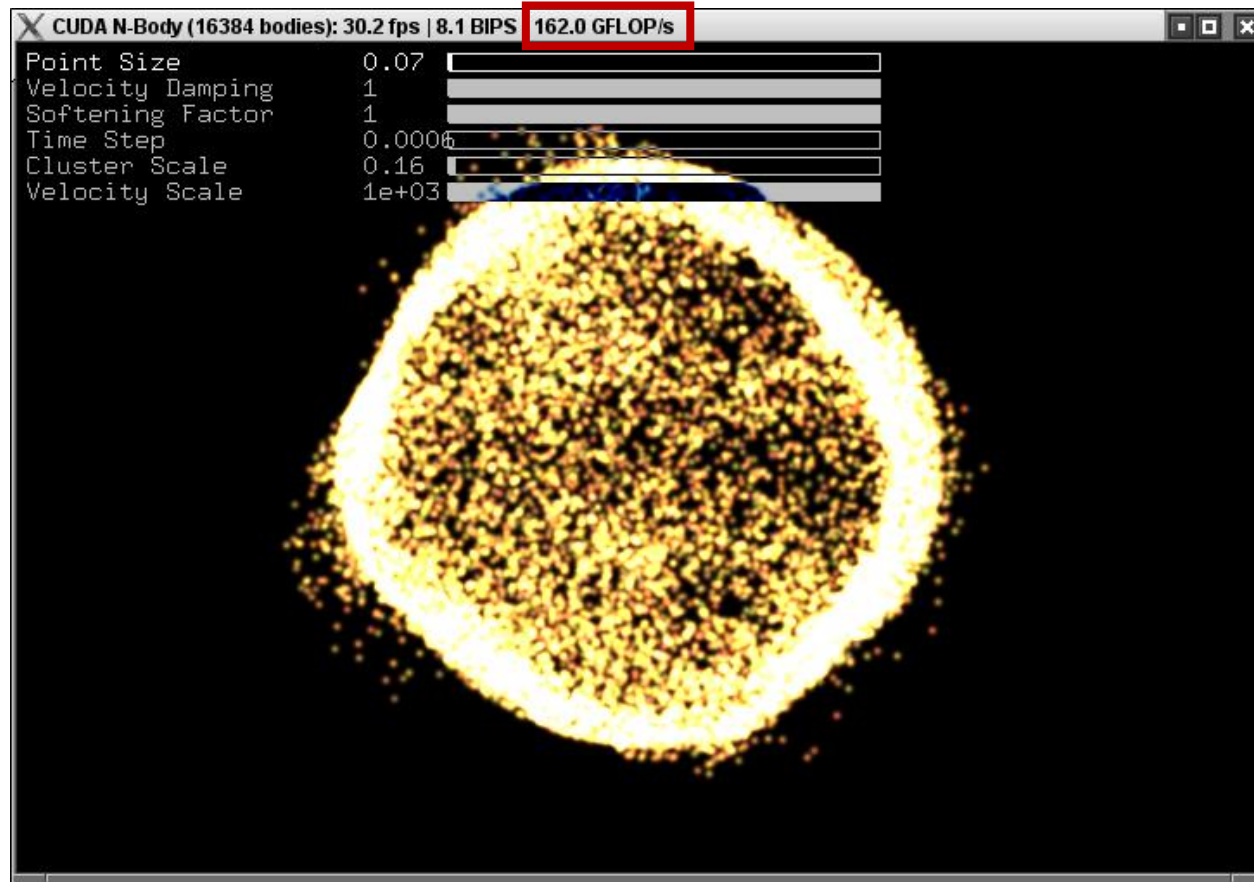 CUDA N-Body (16384 bodies): 30.2 fps | 8.1 BIPS | 162.0 GFLOP/s
Point Size 0.07
Velocity Damping 1
Softening Factor 1
Time Step 0.0006
Cluster Scale 0.16
Velocity Scale 1e+03